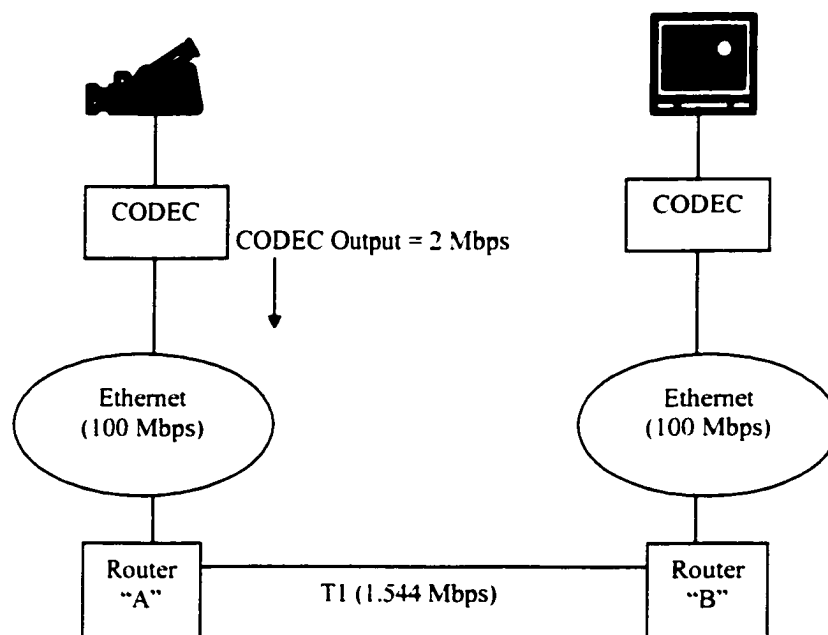 CODEC
CODEC
CODEC Output = 2 Mbps
Ethernet
(100 Mbps)
Ethernet
(100 Mbps)
Router
“A”
T1 (1.544 Mbps)
Router
“B”